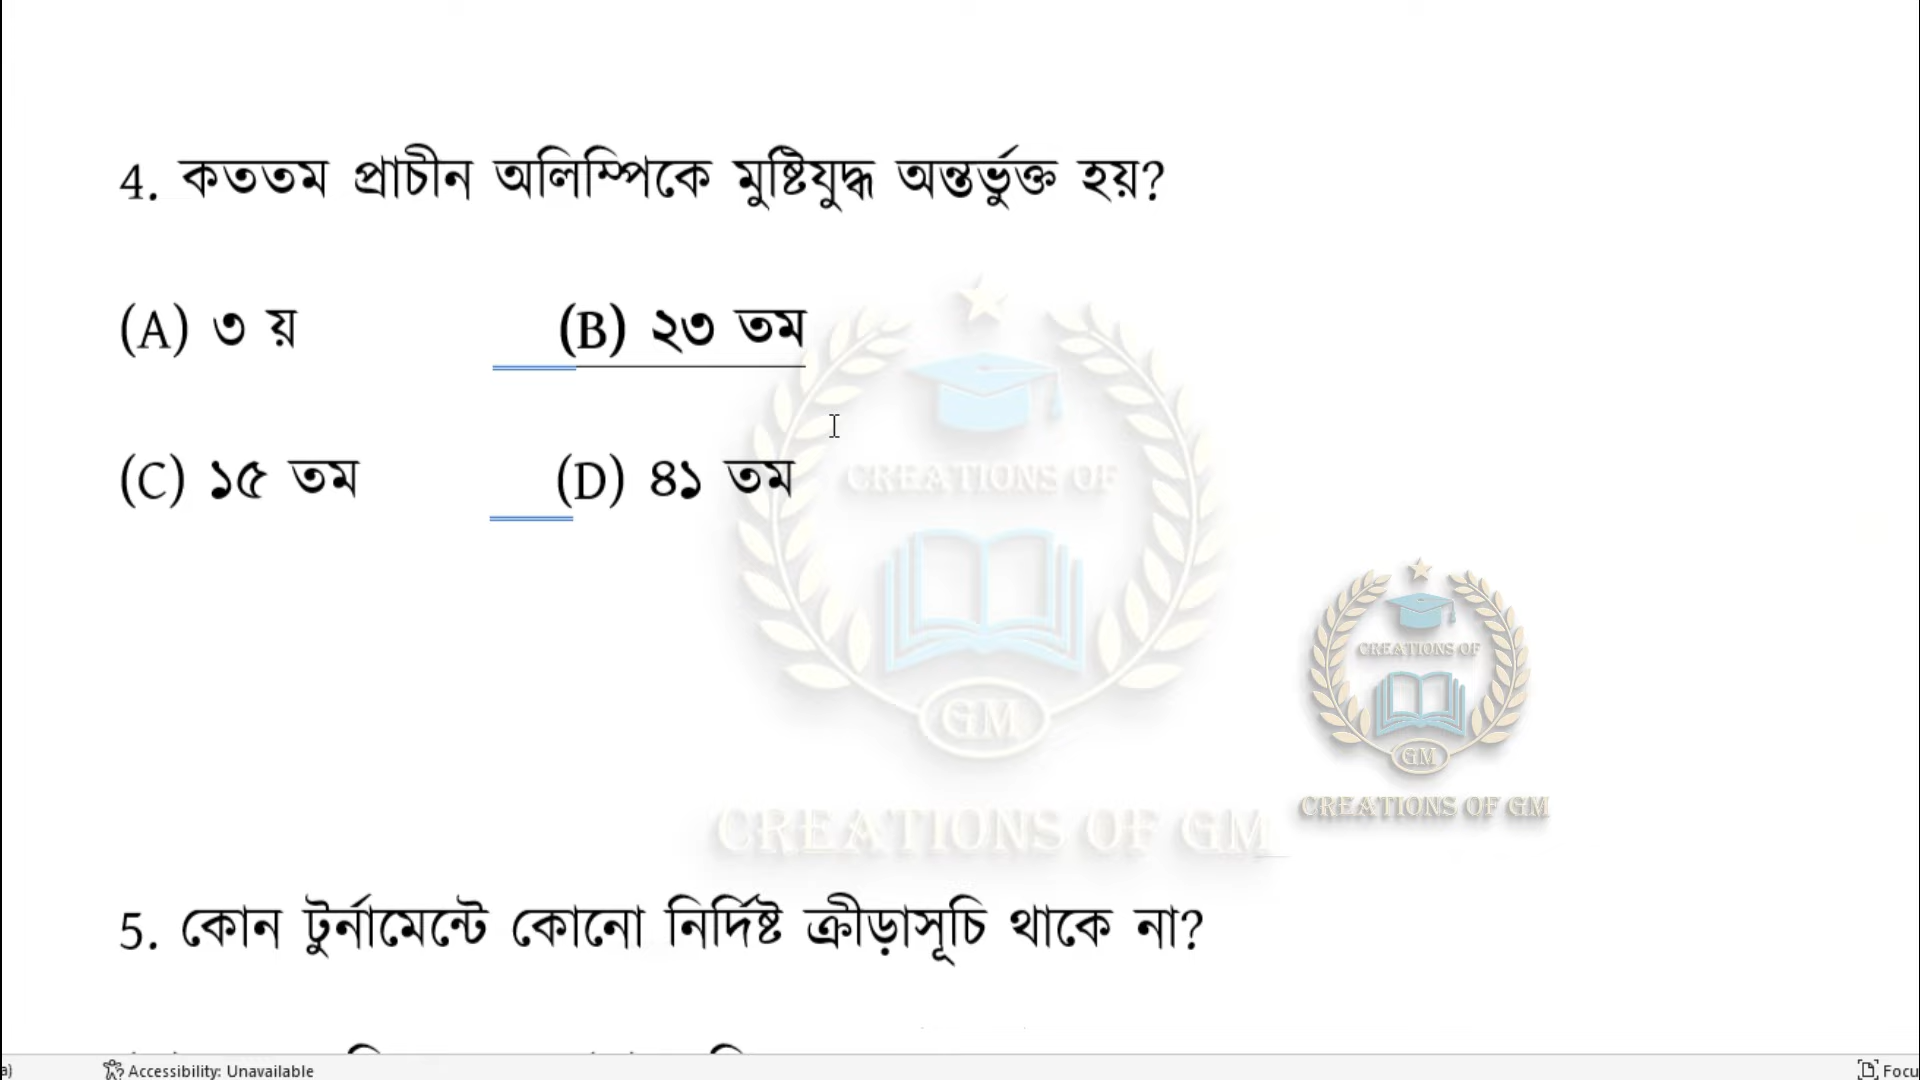 4. কততম প্রাচীন অলিম্পিকে মুষ্টিযুদ্ধ অন্তর্ভুক্ত হয়?
(A) ৩ য় (B) ২৩ তম
(C) ১৫ তম (D) ৪১ তম
CREATIONS OF
GM
CREATIONS OF GM
CREATIONS OF
GM
CREATIONS OF GM
5. কোন টুর্নামেন্টে কোনো নির্দিষ্ট ক্রীড়াসূচি থাকে না?
Accessibility: Unavailable